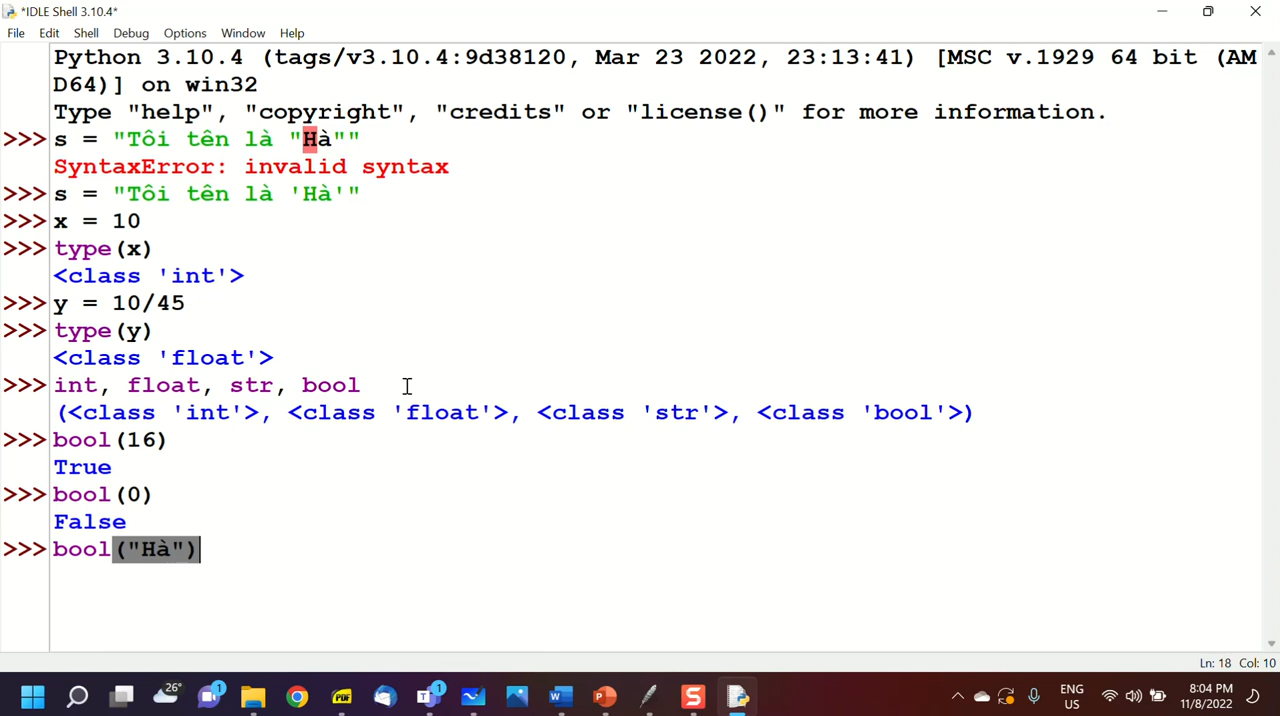 *IDLE Shell 3.10.4*
File Edit Shell Debug Options Window Help
Python 3.10.4 (tags/v3.10.4:9d38120, Mar 23 2022, 23:13:41) [MSC v.1929 64 bit (AM
D64)] on win32
Type "help", "copyright", "credits" or "license()" for more information.
>>> s = "Tôi tên là "Hà""
SyntaxError: invalid syntax
>>> s = "Tôi tên là 'Hà'"
>>> x = 10
>>> type(x)
<class 'int'>
>>> y = 10/45
>>> type(y)
<class 'float'>
>>> int, float, str, bool
(<class 'int'>, <class 'float'>, <class 'str'>, <class 'bool'>)
>>> bool(16)
True
>>> bool(0)
False
>>> bool("Hà")
Ln: 18 Col: 10
26° 1 PDF 1 ENG 8:04 PM
US 11/8/2022